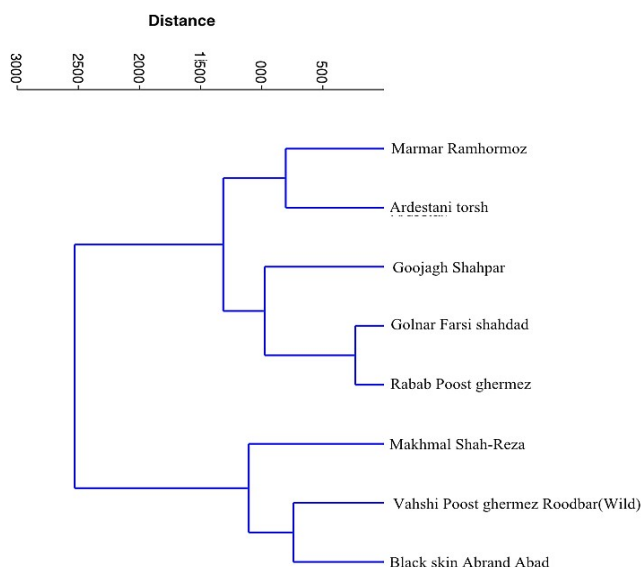 Distance
3000
2500
2000
1500
000
500
Marmar Ramhormoz
Ardestani torsh
Goojagh Shahpar
Golnar Farsi shahdad
Rabab Poost ghermez
Makhmal Shah-Reza
Vahshi Poost ghermez Roodbar(Wild)
Black skin Abrand Abad